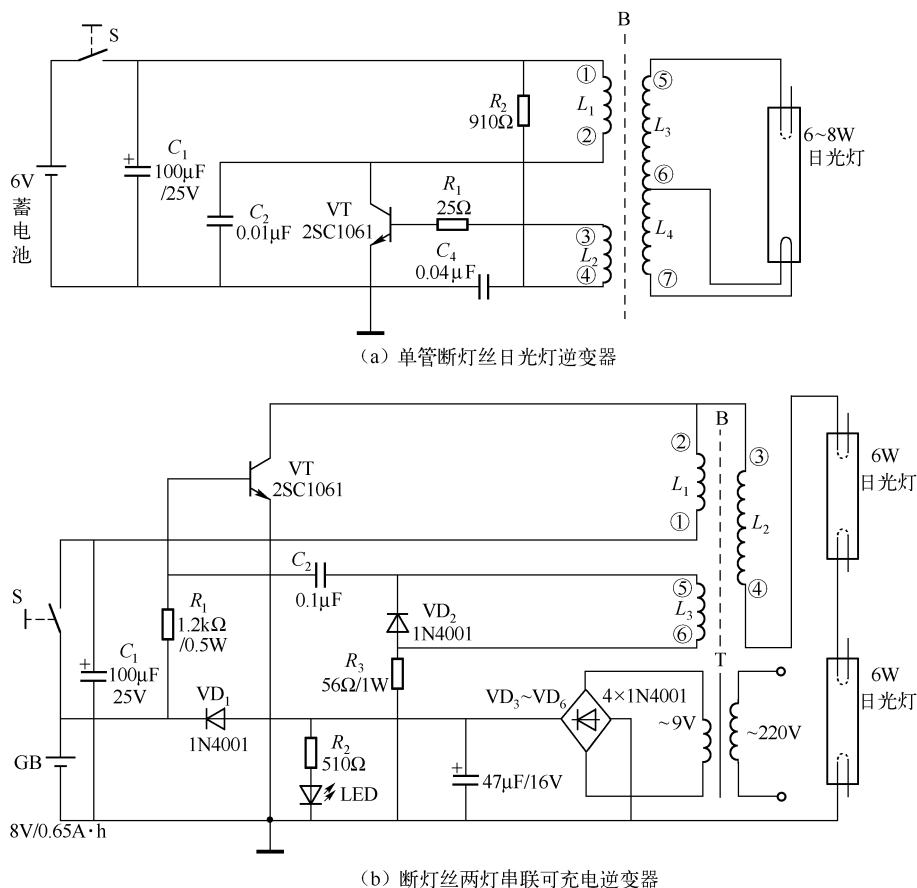 S
B
①
L₁
②
R₂
910Ω
⑤
L₃
⑥
L₄
⑦
6~8W
日光灯
6V
蓄
电
池
+
C₁
100μF
/25V
C₂
0.01μF
VT
2SC1061
R₁
25Ω
③
L₂
④
C₄
0.04μF
(a) 单管断灯丝日光灯逆变器
VT
2SC1061
②
L₁
①
B
③
L₂
④
6W
日光灯
S
C₂
0.1μF
R₁
1.2kΩ
/0.5W
VD₂
1N4001
⑤
L₃
⑥
+
C₁
100μF
25V
R₃
56Ω/1W
T
VD₁
1N4001
VD₃~VD₆
4×1N4001
~9V
~220V
6W
日光灯
R₂
510Ω
LED
+
47μF/16V
GB
8V/0.65A·h
(b) 断灯丝两灯串联可充电逆变器